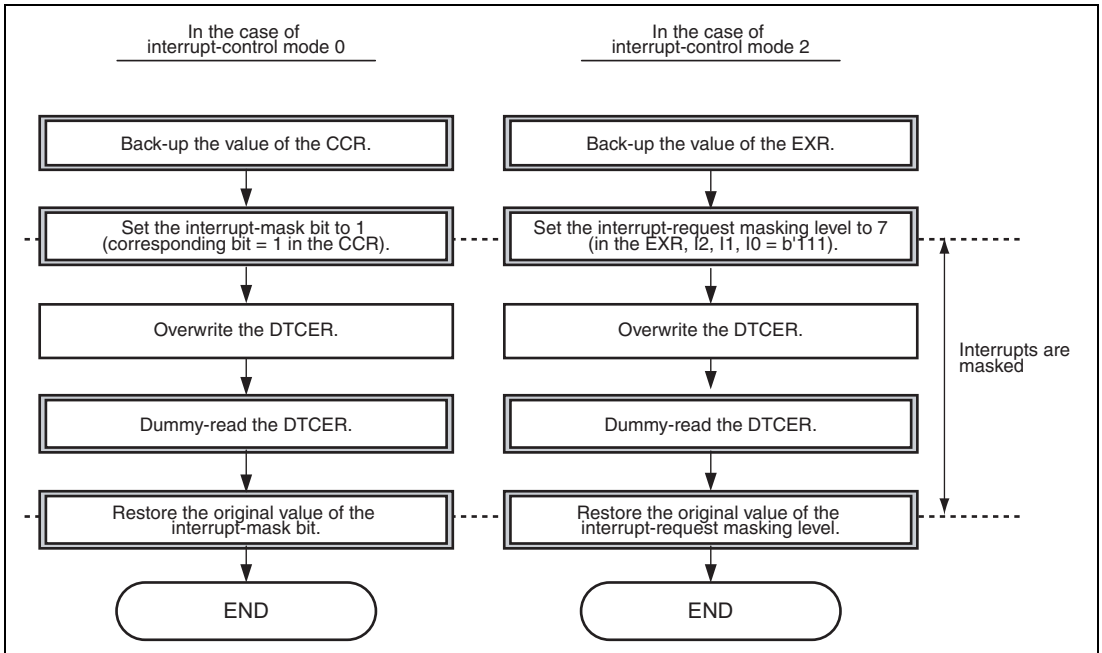 In the case of
interrupt-control mode 0
Back-up the value of the CCR.
Set the interrupt-mask bit to 1
(corresponding bit = 1 in the CCR).
Overwrite the DTCER.
Dummy-read the DTCER.
Restore the original value of the
interrupt-mask bit.
END
In the case of
interrupt-control mode 2
Back-up the value of the EXR.
Set the interrupt-request masking level to 7
(in the EXR, I2, I1, I0 = b'111).
Overwrite the DTCER.
Dummy-read the DTCER.
Restore the original value of the
interrupt-request masking level.
END
Interrupts are
masked